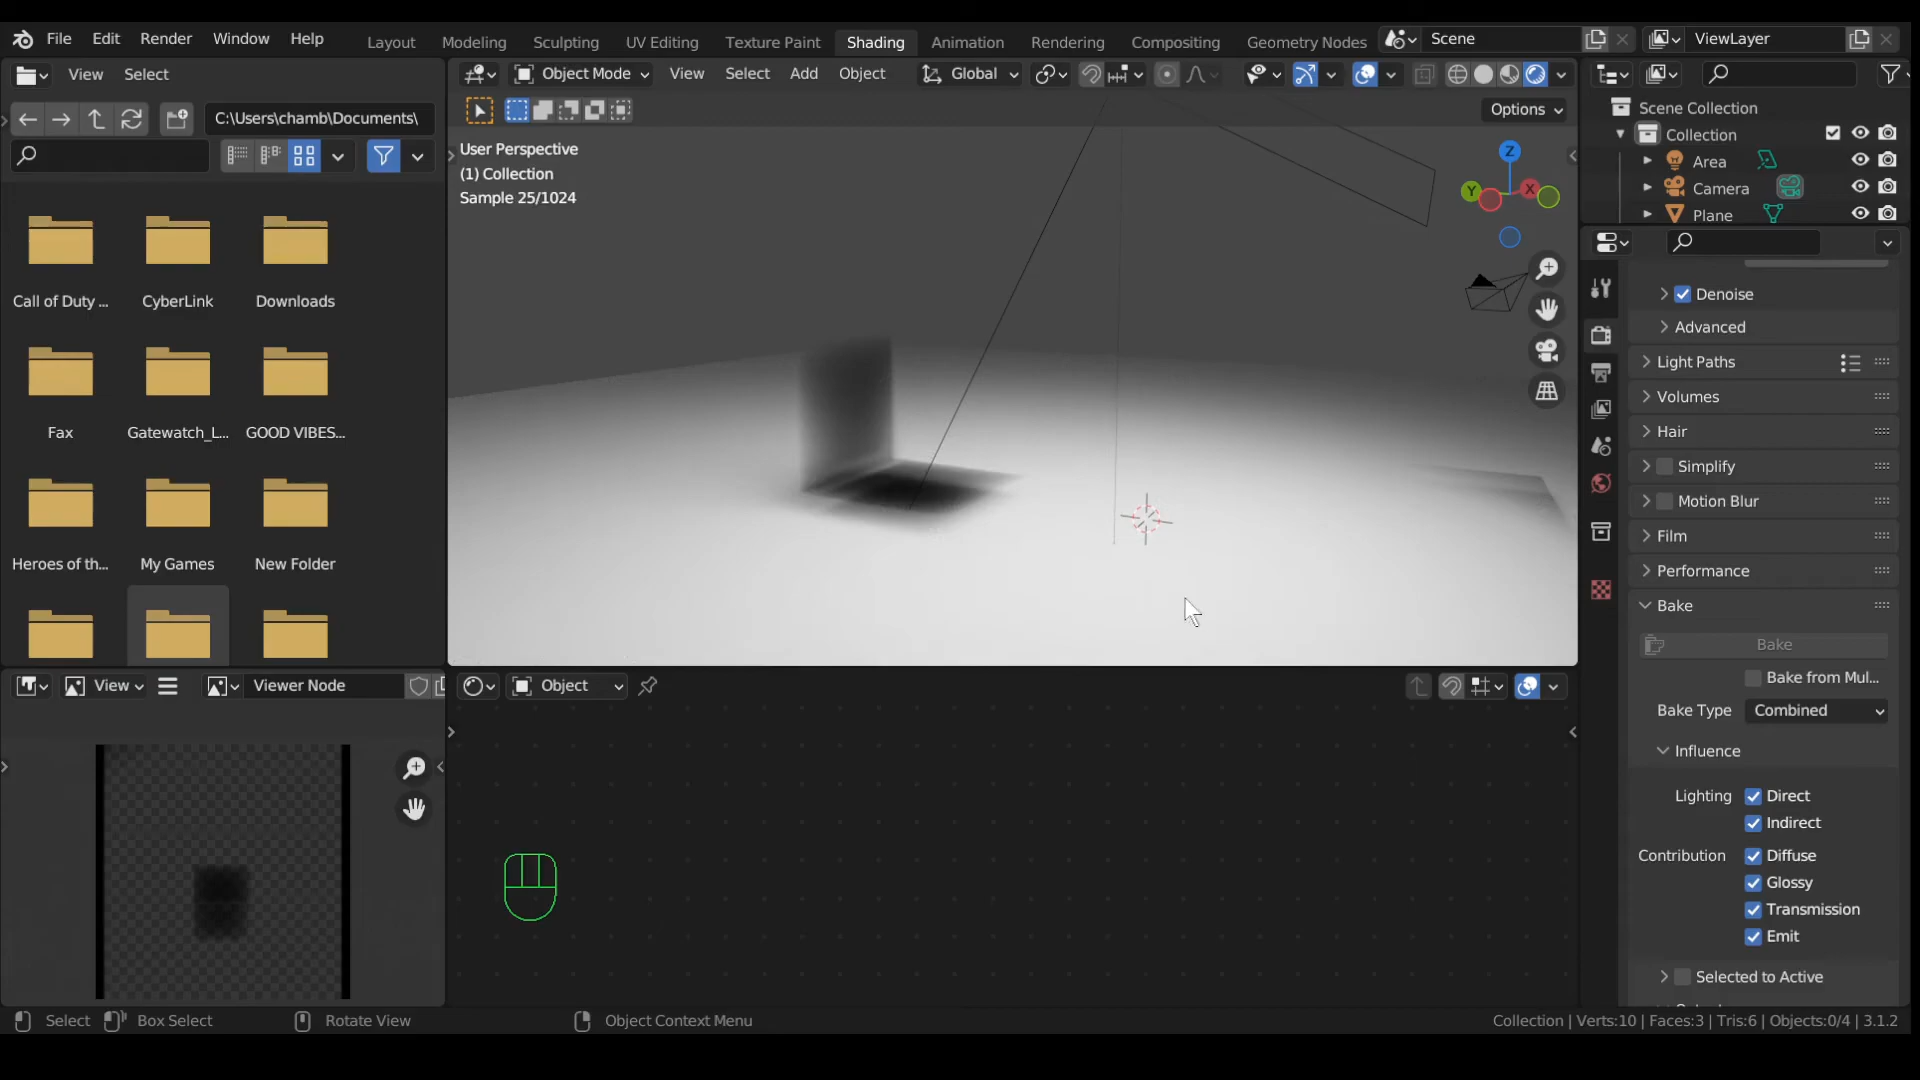 File Edit Render Window Help
Layout Modeling Sculpting UV Editing Texture Paint Shading Animation Rendering Compositing Geometry Nodes
Scene
ViewLayer
View Select
Object Mode View Select Add Object
Global
C:\Users\chamb\Documents\
Options
User Perspective
(1) Collection
Sample 25/1024
Z
Y
X
Call of Duty ... CyberLink Downloads
Fax Gatewatch_L... GOOD VIBES...
Heroes of th... My Games New Folder
Scene Collection
Collection
Area
Camera
Plane
Denoise
Advanced
Light Paths
Volumes
Hair
Simplify
Motion Blur
Film
Performance
Bake
Bake
Bake from Mul...
Bake Type Combined
Influence
Lighting Direct
Indirect
Contribution Diffuse
Glossy
Transmission
Emit
Selected to Active
View
Viewer Node
Object
Select Box Select Rotate View Object Context Menu
Collection | Verts:10 | Faces:3 | Tris:6 | Objects:0/4 | 3.1.2